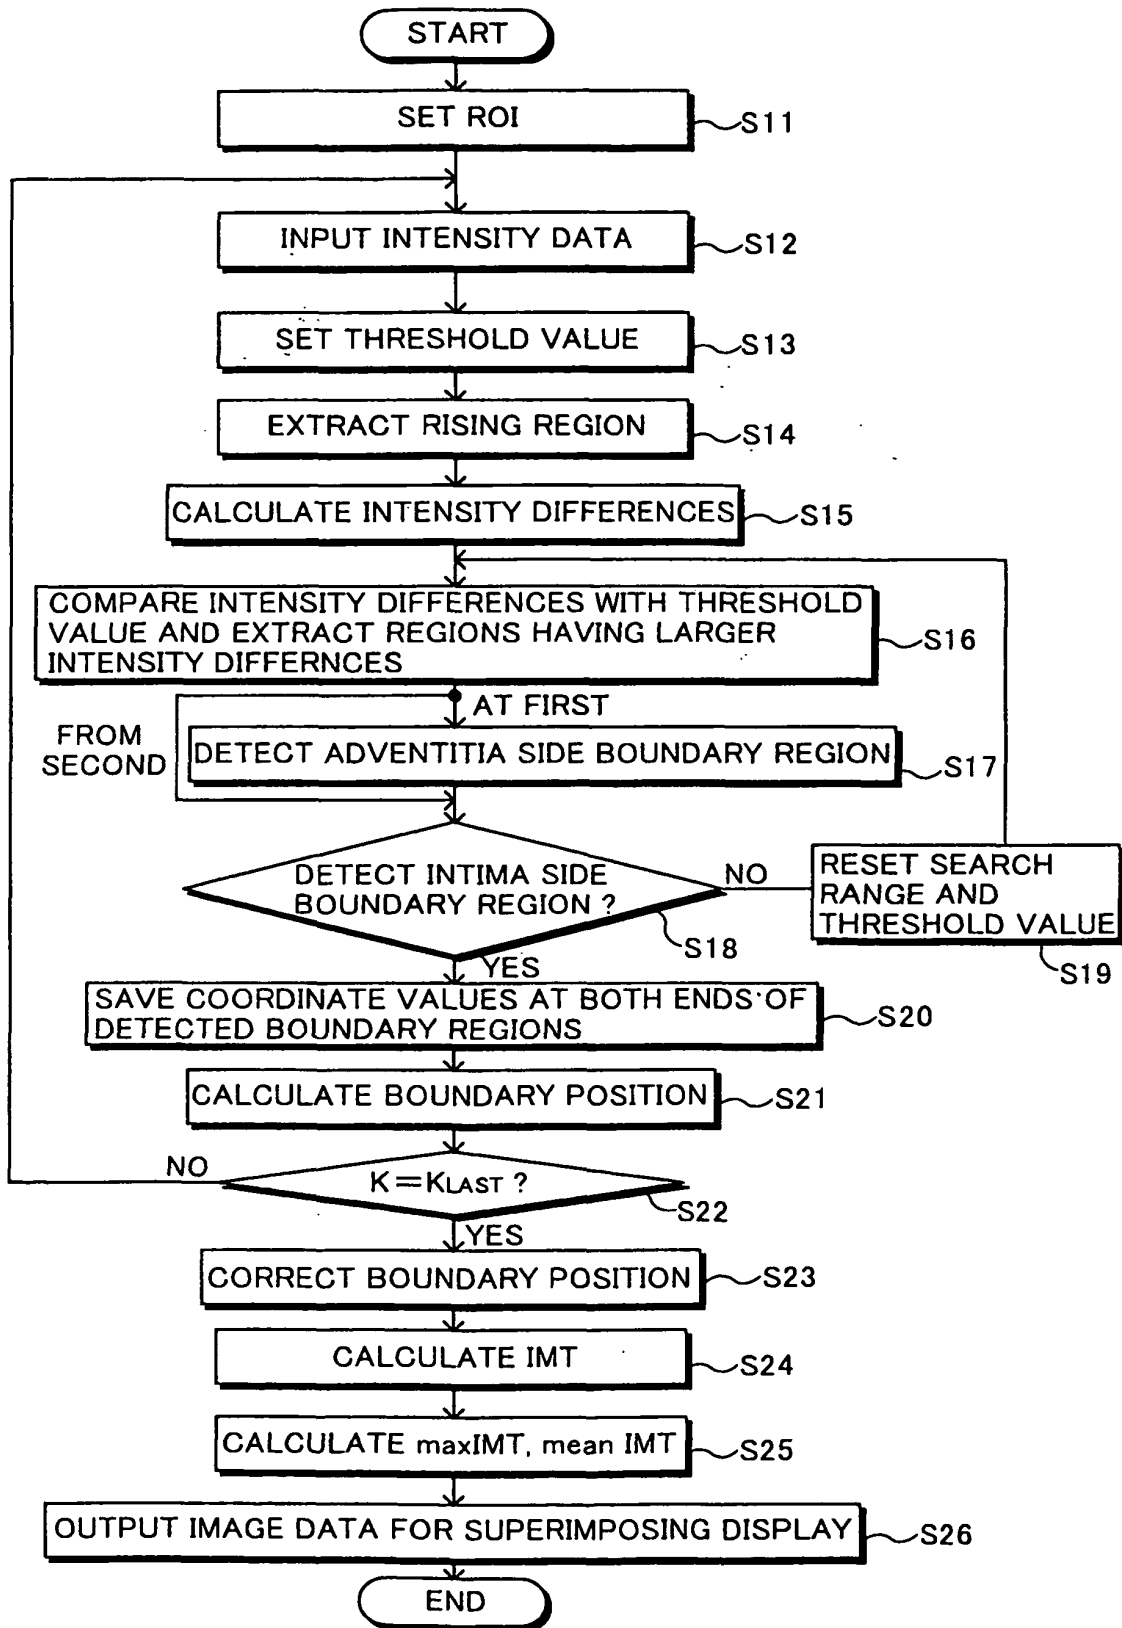 START
SET ROI
S11
INPUT INTENSITY DATA
S12
SET THRESHOLD VALUE
S13
EXTRACT RISING REGION
S14
CALCULATE INTENSITY DIFFERENCES
S15
COMPARE INTENSITY DIFFERENCES WITH THRESHOLD
VALUE AND EXTRACT REGIONS HAVING LARGER
INTENSITY DIFFERNCES
S16
AT FIRST
FROM
SECOND
DETECT ADVENTITIA SIDE BOUNDARY REGION
S17
DETECT INTIMA SIDE
BOUNDARY REGION ?
S18
NO
RESET SEARCH
RANGE AND
THRESHOLD VALUE
S19
YES
SAVE COORDINATE VALUES AT BOTH ENDS OF
DETECTED BOUNDARY REGIONS
S20
CALCULATE BOUNDARY POSITION
S21
NO
K=KLAST ?
S22
YES
CORRECT BOUNDARY POSITION
S23
CALCULATE IMT
S24
CALCULATE maxIMT, mean IMT
S25
OUTPUT IMAGE DATA FOR SUPERIMPOSING DISPLAY
S26
END